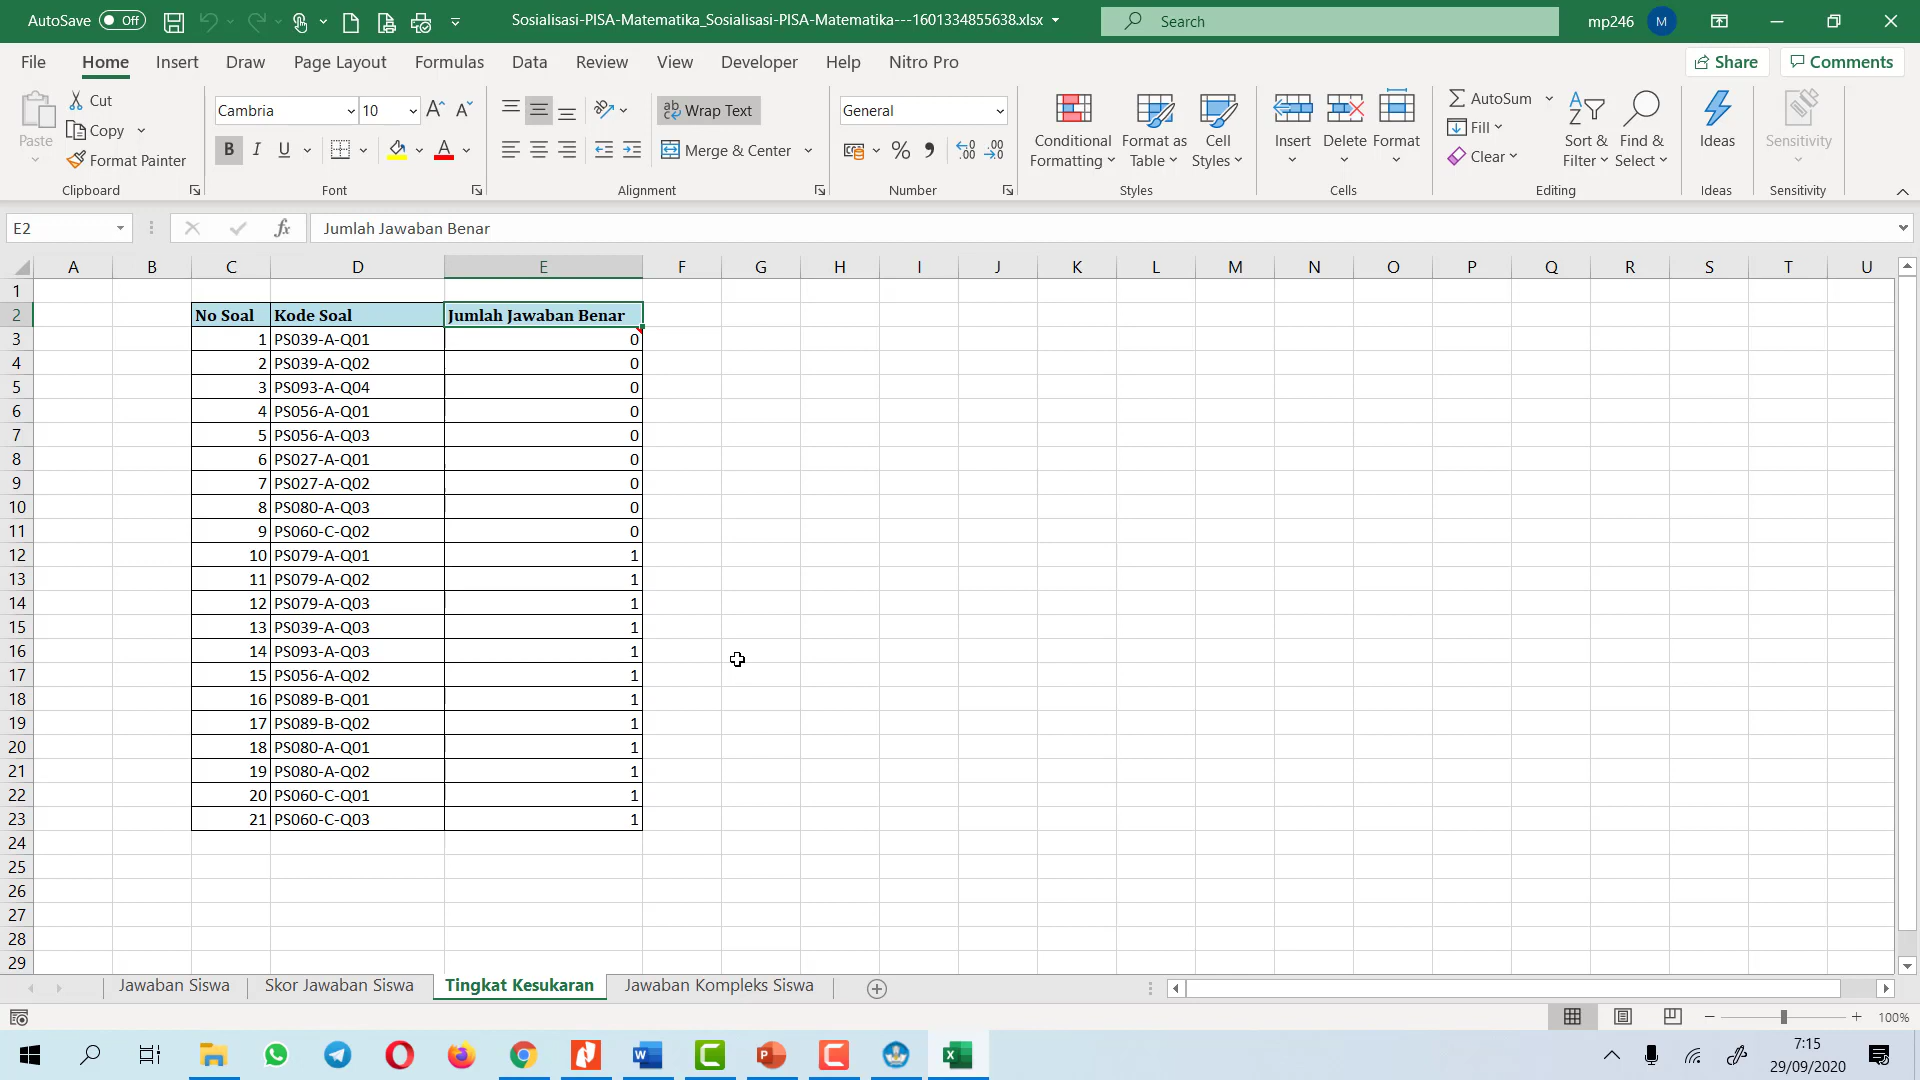 AutoSave Off Sosialisasi-PISA-Matematika_Sosialisasi-PISA-Matematika---1601334855638.xlsx Search mp246 M
File Home Insert Draw Page Layout Formulas Data Review View Developer Help Nitro Pro Share Comments
Paste Cut Copy Format Painter
Cambria 10 B I U A
Wrap Text
Merge & Center
General
Conditional Formatting Format as Table Cell Styles
Insert Delete Format
AutoSum Fill Clear
Sort & Filter Find & Select
Ideas
Sensitivity
Clipboard Font Alignment Number Styles Cells Editing Ideas Sensitivity
E2 fx Jumlah Jawaban Benar
A B C D E F G H I J K L M N O P Q R S T U
1
2 No Soal Kode Soal Jumlah Jawaban Benar
3 1 PS039-A-Q01 0
4 2 PS039-A-Q02 0
5 3 PS093-A-Q04 0
6 4 PS056-A-Q01 0
7 5 PS056-A-Q03 0
8 6 PS027-A-Q01 0
9 7 PS027-A-Q02 0
10 8 PS080-A-Q03 0
11 9 PS060-C-Q02 0
12 10 PS079-A-Q01 1
13 11 PS079-A-Q02 1
14 12 PS079-A-Q03 1
15 13 PS039-A-Q03 1
16 14 PS093-A-Q03 1
17 15 PS056-A-Q02 1
18 16 PS089-B-Q01 1
19 17 PS089-B-Q02 1
20 18 PS080-A-Q01 1
21 19 PS080-A-Q02 1
22 20 PS060-C-Q01 1
23 21 PS060-C-Q03 1
24
25
26
27
28
29
Jawaban Siswa Skor Jawaban Siswa Tingkat Kesukaran Jawaban Kompleks Siswa
100%
7:15
29/09/2020